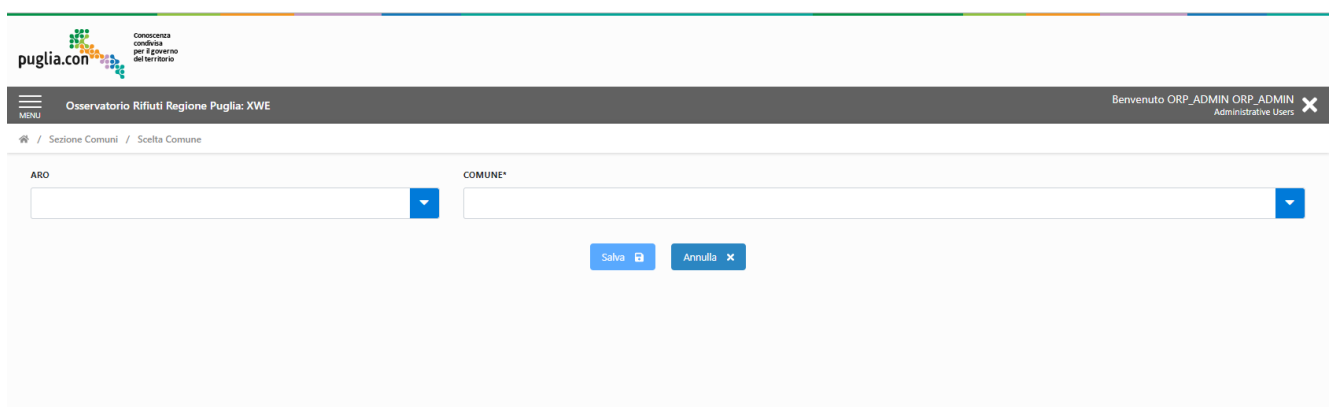 puglia.con
Conoscenza
condivisa
per il governo
del territorio
MENU
Osservatorio Rifiuti Regione Puglia: XWE
Benvenuto ORP_ADMIN ORP_ADMIN
Administrative Users
/ Sezione Comuni / Scelta Comune
ARO
COMUNE*
Salva
Annulla